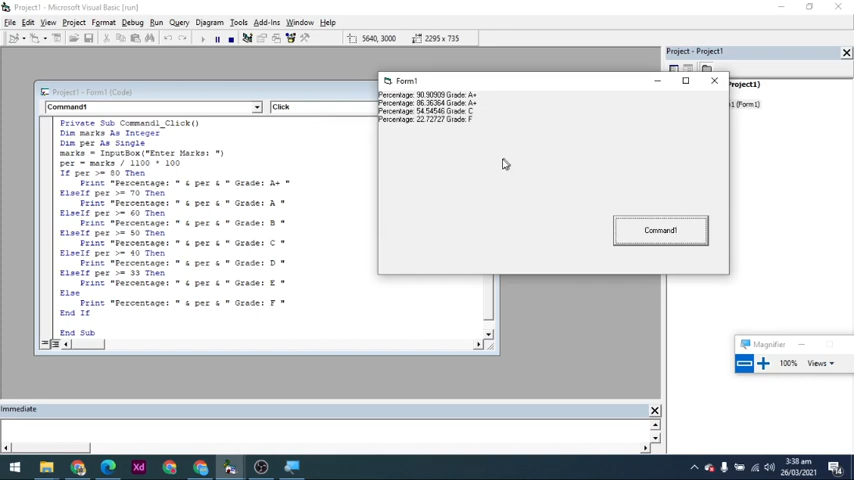 Project1 - Microsoft Visual Basic [run]
File Edit View Project Format Debug Run Query Diagram Tools Add-Ins Window Help
5640, 3000 2295 x 735
Project - Project1
Project1 - Form1 (Code)
Command1 Click
Private Sub Command1_Click()
Dim marks As Integer
Dim per As Single
marks = InputBox("Enter Marks: ")
per = marks / 1100 * 100
If per >= 80 Then
Print "Percentage: " & per & " Grade: A+ "
ElseIf per >= 70 Then
Print "Percentage: " & per & " Grade: A "
ElseIf per >= 60 Then
Print "Percentage: " & per & " Grade: B "
ElseIf per >= 50 Then
Print "Percentage: " & per & " Grade: C "
ElseIf per >= 40 Then
Print "Percentage: " & per & " Grade: D "
ElseIf per >= 33 Then
Print "Percentage: " & per & " Grade: E "
Else
Print "Percentage: " & per & " Grade: F "
End If
End Sub
Form1
Percentage: 90.90909 Grade: A+
Percentage: 86.36364 Grade: A+
Percentage: 54.54546 Grade: C
Percentage: 22.72727 Grade: F
Command1
roject1)
1 (Form1)
Magnifier
100% Views
Immediate
Xd
3:38 am
26/03/2021
14